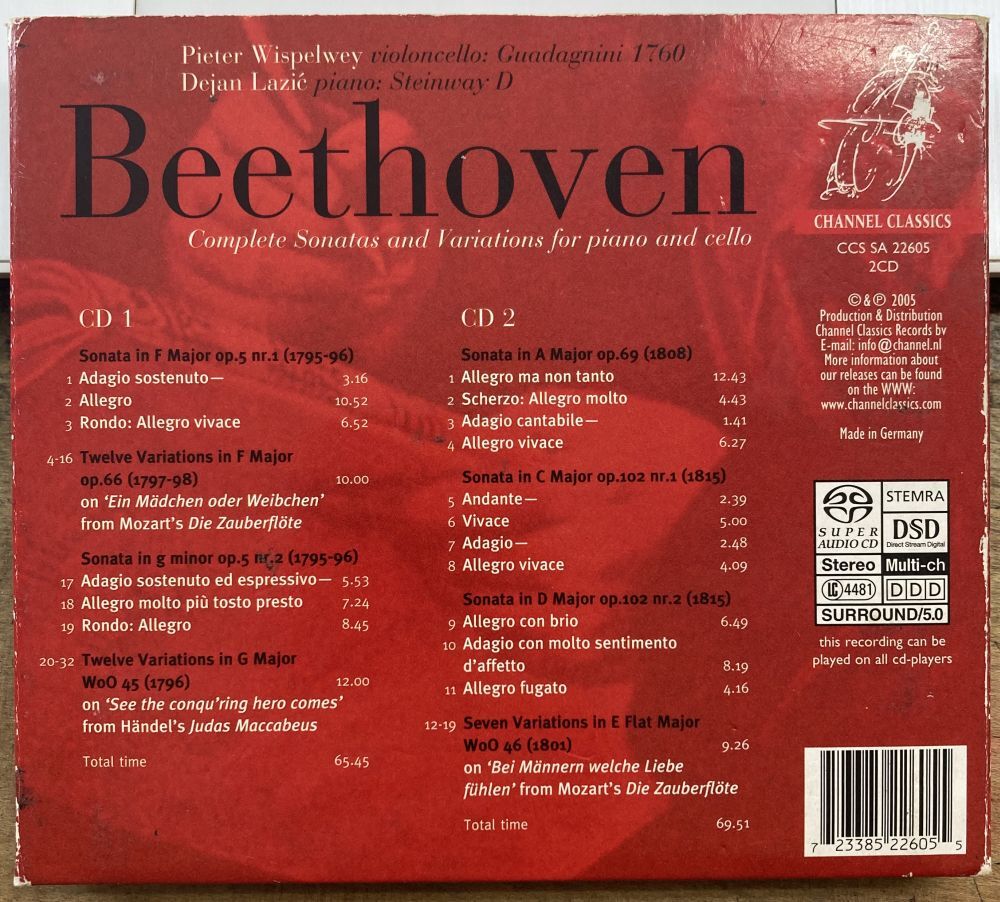 Pieter Wispelwey violoncello: Guadagnini 1760
Dejan Lazić piano: Steinway D
Beethoven
Complete Sonatas and Variations for piano and cello
CHANNEL CLASSICS
CCS SA 22605
2CD
CD 1
Sonata in F Major op.5 nr.1 (1795-96)
1 Adagio sostenuto— 3.16
2 Allegro 10.52
3 Rondo: Allegro vivace 6.52
4-16 Twelve Variations in F Major
op.66 (1797-98) 10.00
on 'Ein Mädchen oder Weibchen'
from Mozart's Die Zauberflöte
Sonata in g minor op.5 nr.2 (1795-96)
17 Adagio sostenuto ed espressivo— 5.53
18 Allegro molto più tosto presto 7.24
19 Rondo: Allegro 8.45
20-32 Twelve Variations in G Major
WoO 45 (1796) 12.00
on 'See the conqu'ring hero comes'
from Händel's Judas Maccabeus
Total time 65.45
CD 2
Sonata in A Major op.69 (1808)
1 Allegro ma non tanto 12.43
2 Scherzo: Allegro molto 4.43
3 Adagio cantabile— 1.41
4 Allegro vivace 6.27
Sonata in C Major op.102 nr.1 (1815)
5 Andante— 2.39
6 Vivace 5.00
7 Adagio— 2.48
8 Allegro vivace 4.09
Sonata in D Major op.102 nr.2 (1815)
9 Allegro con brio 6.49
10 Adagio con molto sentimento
d'affetto 8.19
11 Allegro fugato 4.16
12-19 Seven Variations in E Flat Major
WoO 46 (1801) 9.26
on 'Bei Männern welche Liebe
fühlen' from Mozart's Die Zauberflöte
Total time 69.51
©&℗ 2005
Production & Distribution
Channel Classics Records bv
E-mail: info@channel.nl
More information about
our releases can be found
on the WWW:
www.channelclassics.com
Made in Germany
SUPER AUDIO CD
STEMRA
DSD
Direct Stream Digital
Stereo Multi-ch
LC 4481 DDD
SURROUND/5.0
this recording can be
played on all cd-players
7 23385 22605 5